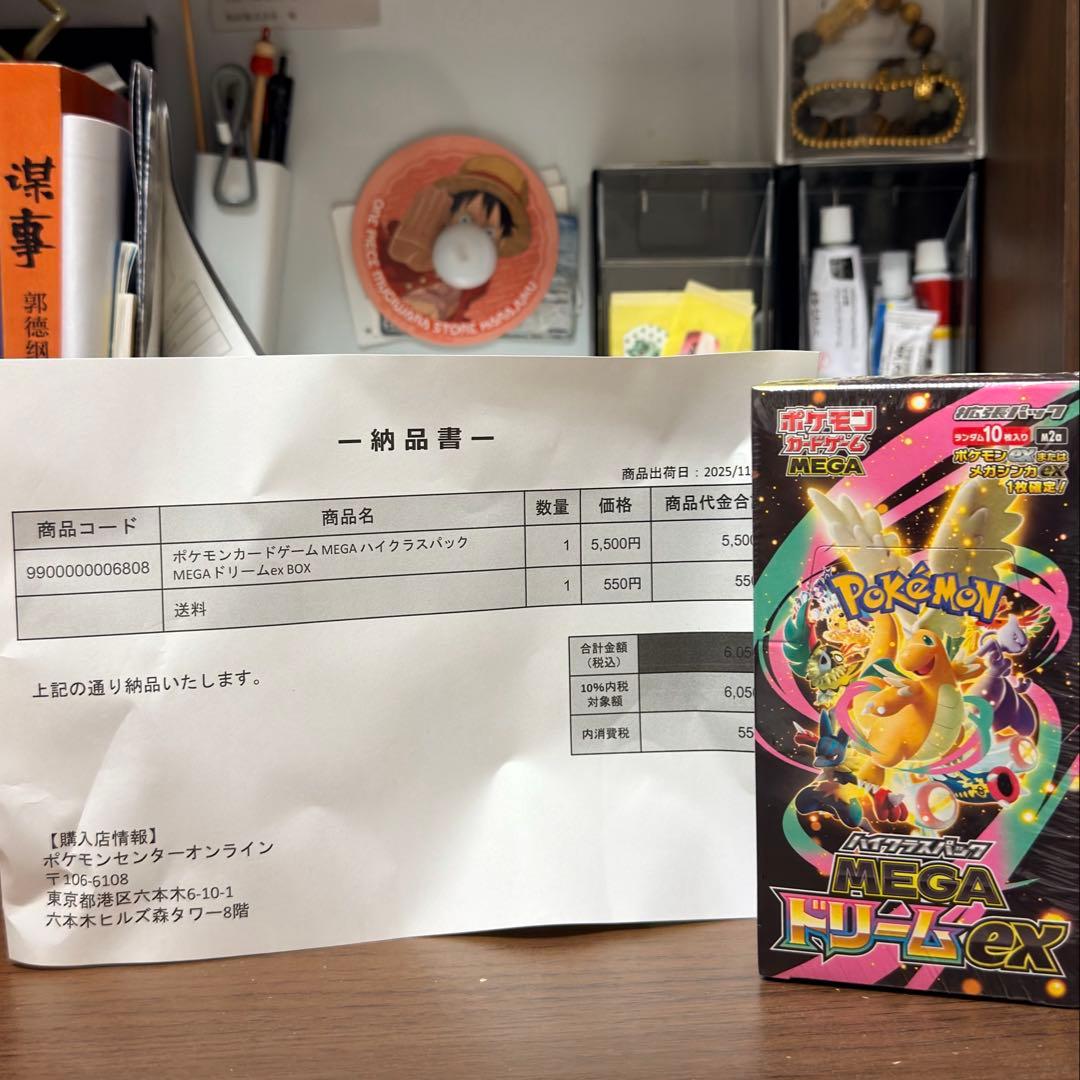 谋事
郭德纲
ONE PIECE MUGIWARA STORE HARAJUKU
ー納品書ー
商品出荷日：2025/11
商品コード 商品名 数量 価格 商品代金合
9900000006808 ポケモンカードゲーム MEGA ハイクラスパック 1 5,500円 5,500
MEGAドリームex BOX
送料 1 550円 550
合計金額 6,050
（税込）
10%内税 6,050
対象額
内消費税 55
上記の通り納品いたします。
【購入店情報】
ポケモンセンターオンライン
〒106-6108
東京都港区六本木6-10-1
六本木ヒルズ森タワー8階
ポケモン
カードゲーム
MEGA
拡張パック
ランダム10枚入り M2a
ポケモンexまたは
メガシンカex
1枚確定！
POKéMON
ハイクラスパック
MEGA
ドリームex